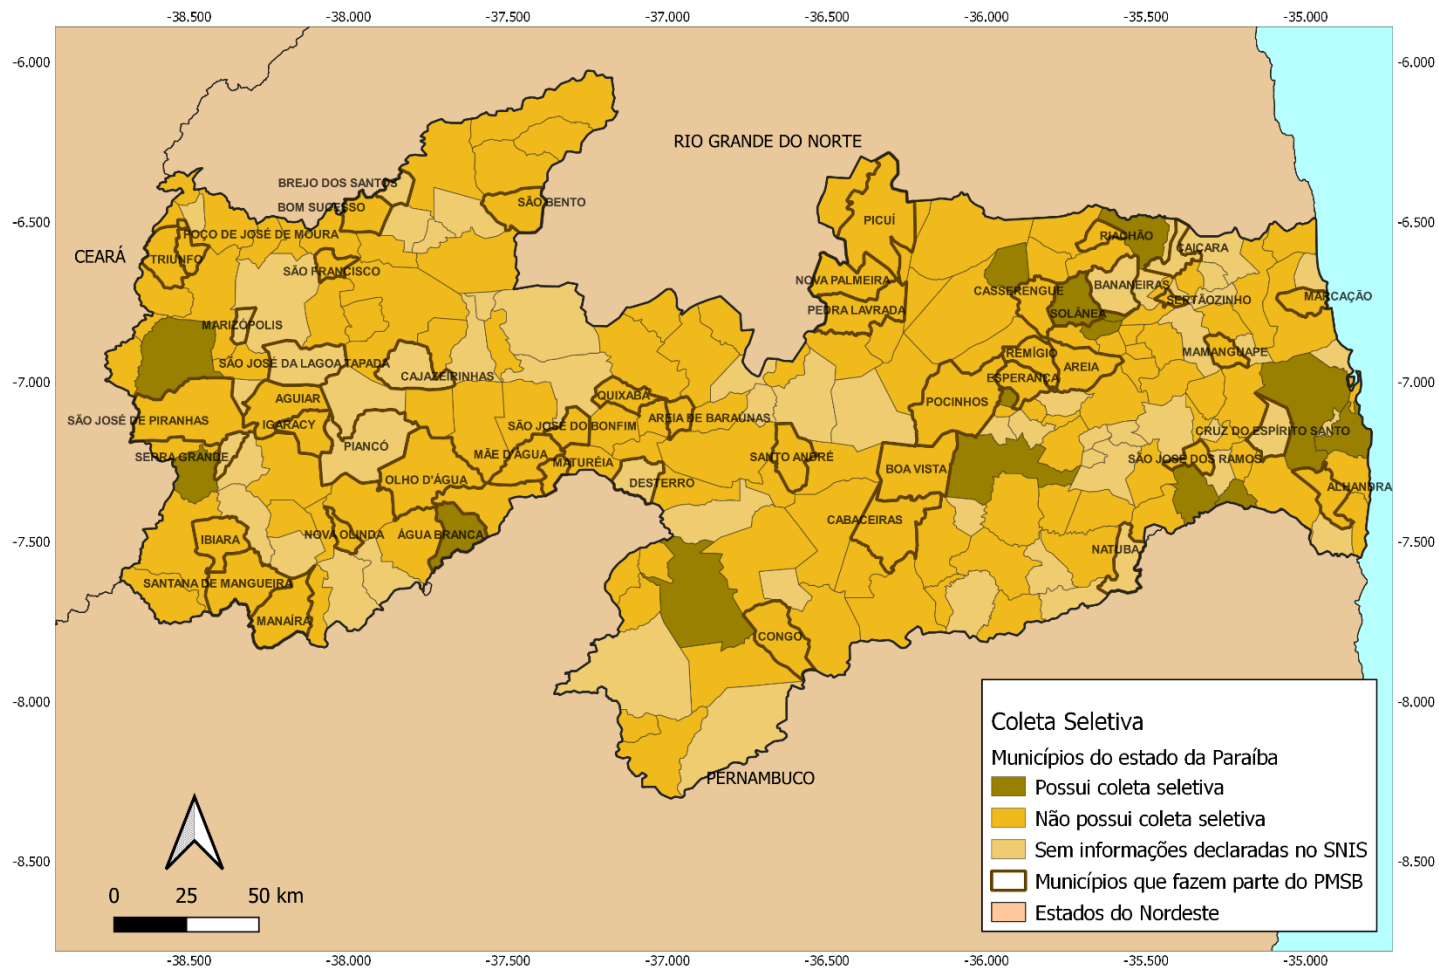 -38.500 -38.000 -37.500 -37.000 -36.500 -36.000 -35.500 -35.000
-6.000 -6.000
RIO GRANDE DO NORTE
BREJO DOS SANTOS
SÃO BENTO
BOM SUCESSO
PICUÍ
-6.500 -6.500
POÇO DE JOSÉ DE MOURA
RIACHÃO
CAIÇARA
CEARÁ
TRIUNFO
SÃO FRANCISCO
NOVA PALMEIRA
CASSERENGUE
BANANEIRAS
SERTÃOZINHO
MARCAÇÃO
PEDRA LAVRADA
SOLÂNEA
MARIZÓPOLIS
REMÍGIO
MAMANGUAPE
SÃO JOSÉ DA LAGOA TAPADA
AREIA
CAJAZEIRINHAS
ESPERANÇA
-7.000 -7.000
QUIXABA
AGUIAR
POCINHOS
SÃO JOSÉ DE PIRANHAS
AREIA DE BARAÚNAS
IGARACY
SÃO JOSÉ DO BONFIM
CRUZ DO ESPÍRITO SANTO
PIANCÓ
SERRA GRANDE
MÃE D'ÁGUA
MATURÉIA
SANTO ANDRÉ
SÃO JOSÉ DOS RAMOS
BOA VISTA
OLHO D'ÁGUA
DESTERRO
ALHANDRA
CABACEIRAS
-7.500 -7.500
IBIARA
NOVA OLINDA
ÁGUA BRANCA
NATUBA
SANTANA DE MANGUEIRA
MANAÍRA
CONGO
-8.000 -8.000
PERNAMBUCO
Coleta Seletiva
Municípios do estado da Paraíba
Possui coleta seletiva
Não possui coleta seletiva
Sem informações declaradas no SNIS
Municípios que fazem parte do PMSB
Estados do Nordeste
-8.500 -8.500
0 25 50 km
-38.500 -38.000 -37.500 -37.000 -36.500 -36.000 -35.500 -35.000